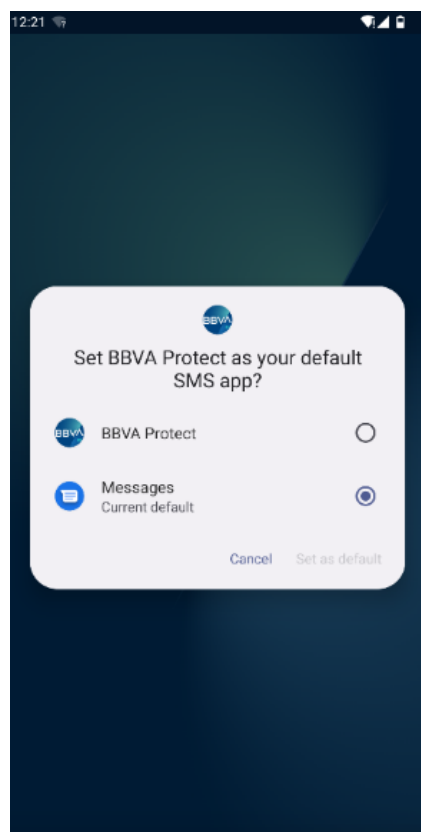 12:21
BBVA
Set BBVA Protect as your default
SMS app?
BBVA
BBVA Protect
Messages
Current default
Cancel
Set as default